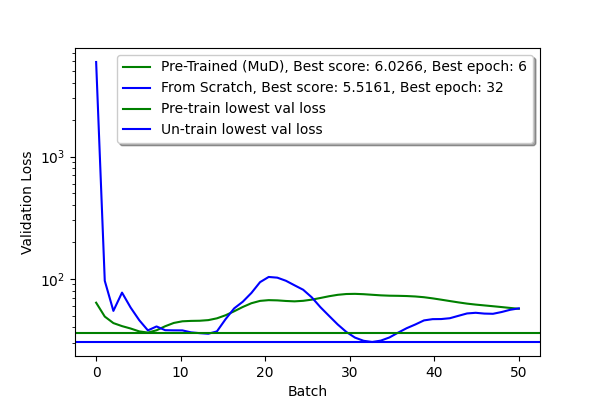 Pre-Trained (MuD), Best score: 6.0266, Best epoch: 6
From Scratch, Best score: 5.5161, Best epoch: 32
Pre-train lowest val loss
Un-train lowest val loss
Validation Loss
10³
10²
0 10 20 30 40 50
Batch